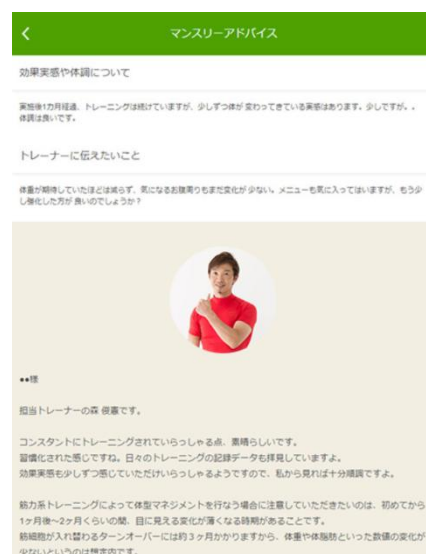 マンスリーアドバイス
効果実感や体調について
実施後1カ月経過、トレーニングは続けていますが、少しずつ体が変わってきている実感はあります。少しですが。。
体調は良いです。
トレーナーに伝えたいこと
体重が期待していたほどは減らず、気になるお腹周りもまだ変化が少ない。メニューも気に入ってはいますが、もう少
し強化した方が良いのでしょうか?
●●様
担当トレーナーの森 俊憲です。
コンスタントにトレーニングされていらっしゃる点、素晴らしいです。
習慣化された感じですね。日々のトレーニングの記録データも拝見していますよ。
効果実感も少しずつ感じていただけいらっしゃるようですので、私から見れば十分順調ですよ。
筋力系トレーニングによって体型マネジメントを行なう場合に注意していただきたいのは、初めてから
1ヶ月後〜2ヶ月くらいの間、目に見える変化が薄くなる時期があることです。
筋細胞が入れ替わるターンオーバーには約3ヶ月かかりますから、体重や体脂肪といった数値の変化が
少ないというのは想定内です。